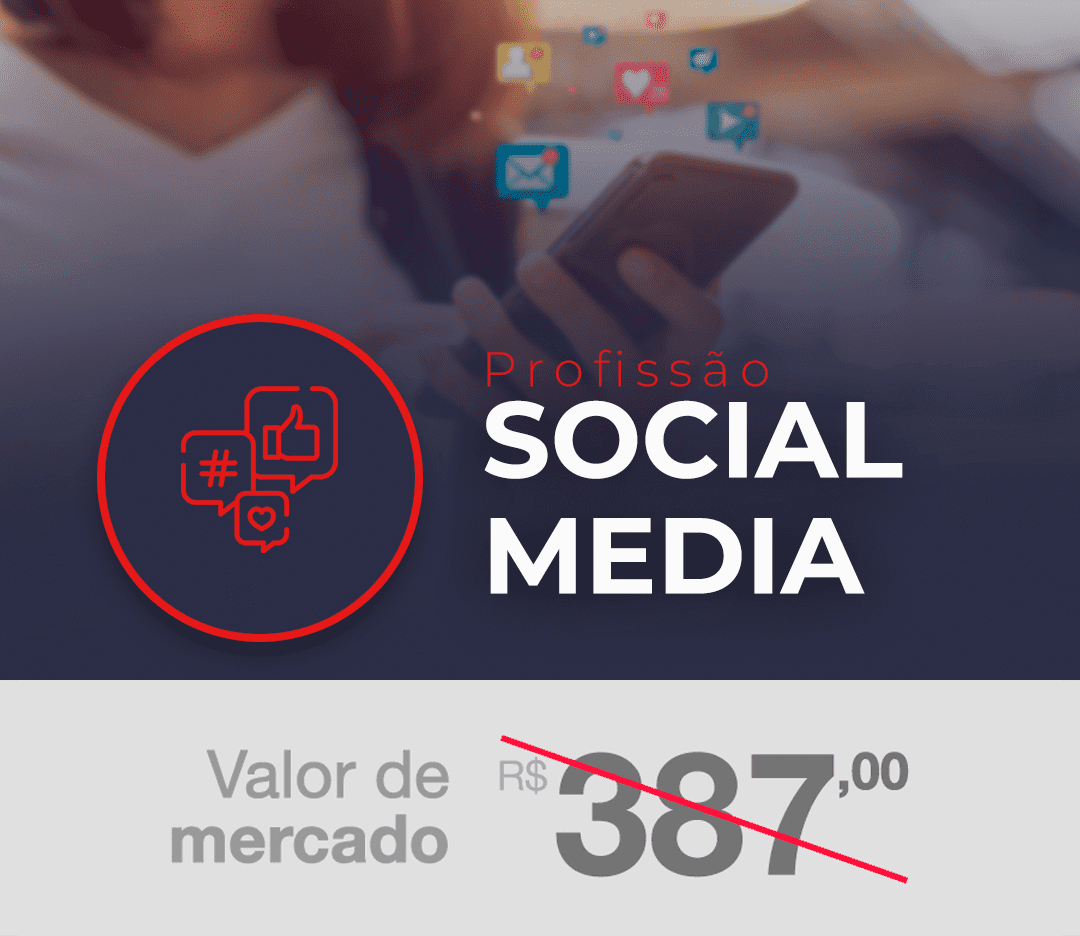 Profissão
SOCIAL
MEDIA
#
Valor de
mercado
R$ 387,00